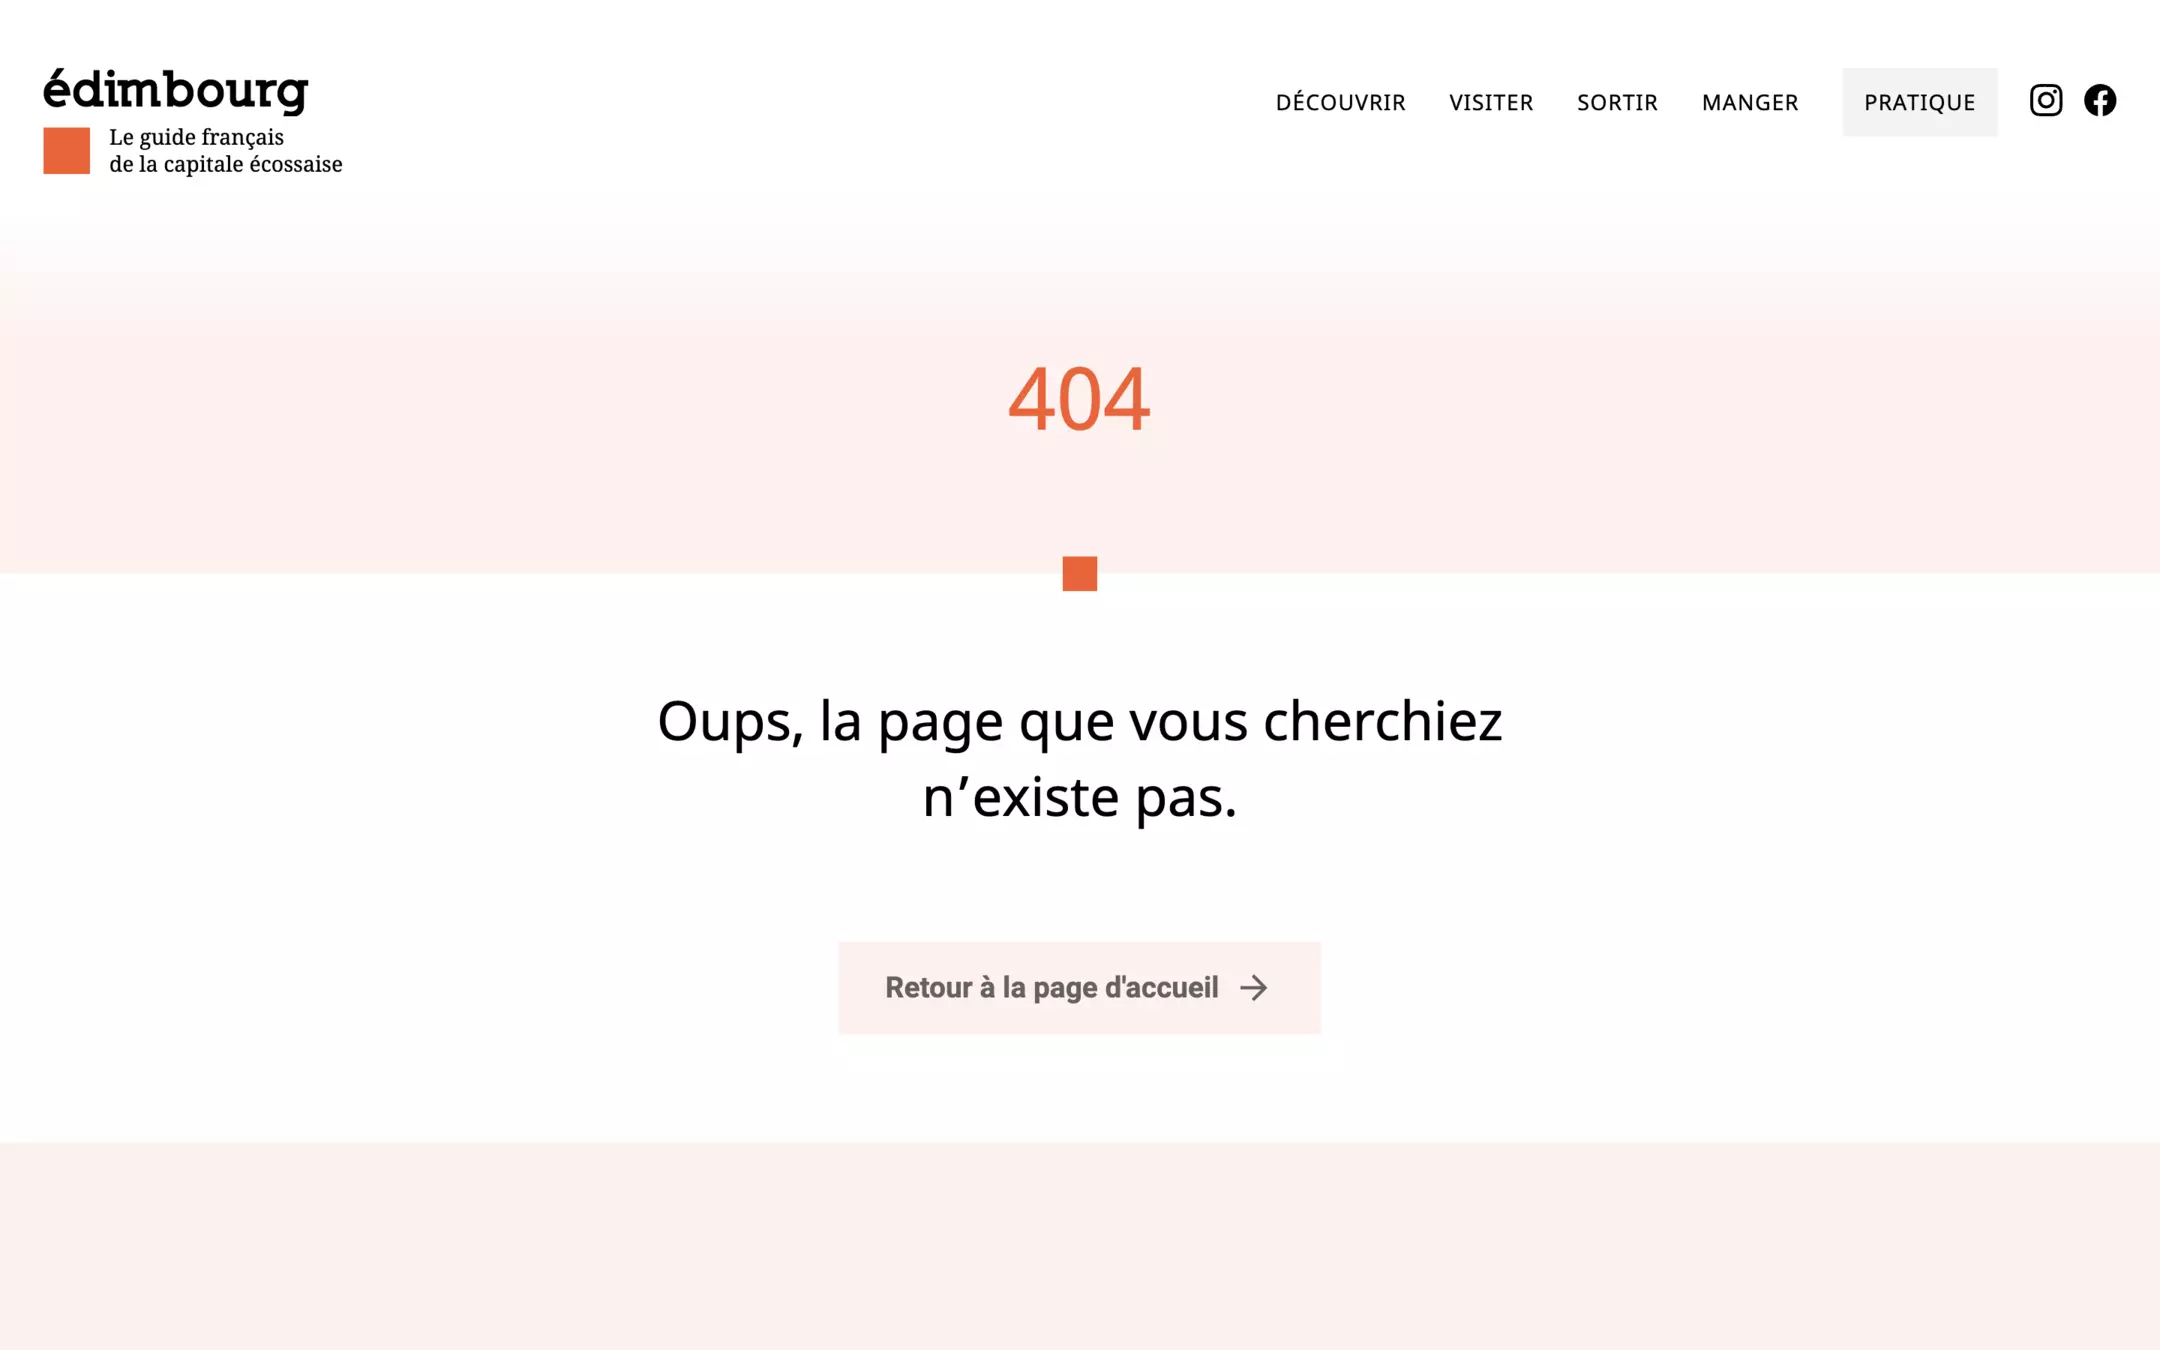 édimbourg
Le guide français
de la capitale écossaise
DÉCOUVRIR VISITER SORTIR MANGER PRATIQUE
404
Oups, la page que vous cherchiez
n’existe pas.
Retour à la page d'accueil